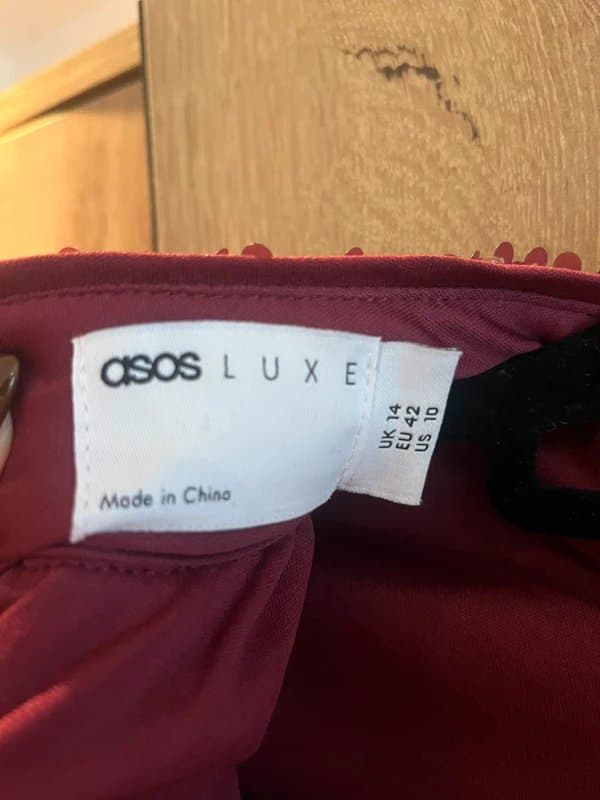 asos LUXE
Made in China
UK 14
EU 42
US 10